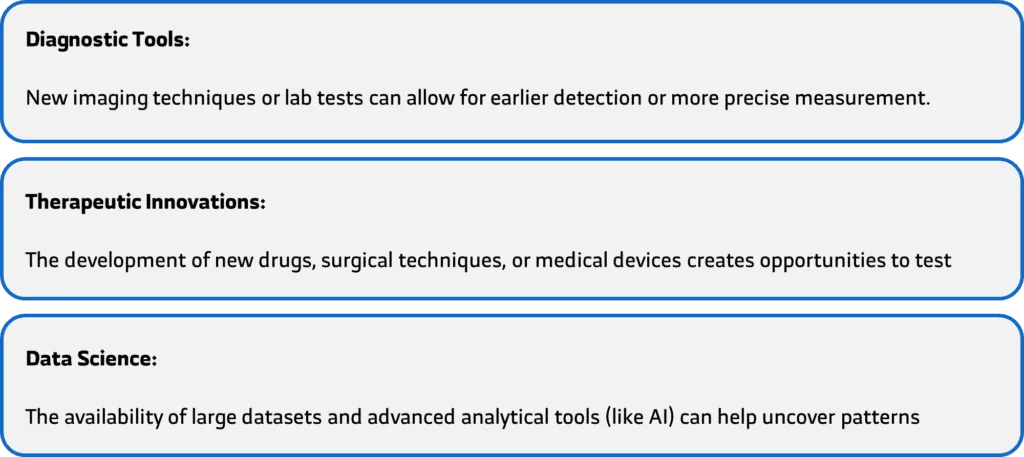 Diagnostic Tools:
New imaging techniques or lab tests can allow for earlier detection or more precise measurement.
Therapeutic Innovations:
The development of new drugs, surgical techniques, or medical devices creates opportunities to test
Data Science:
The availability of large datasets and advanced analytical tools (like AI) can help uncover patterns